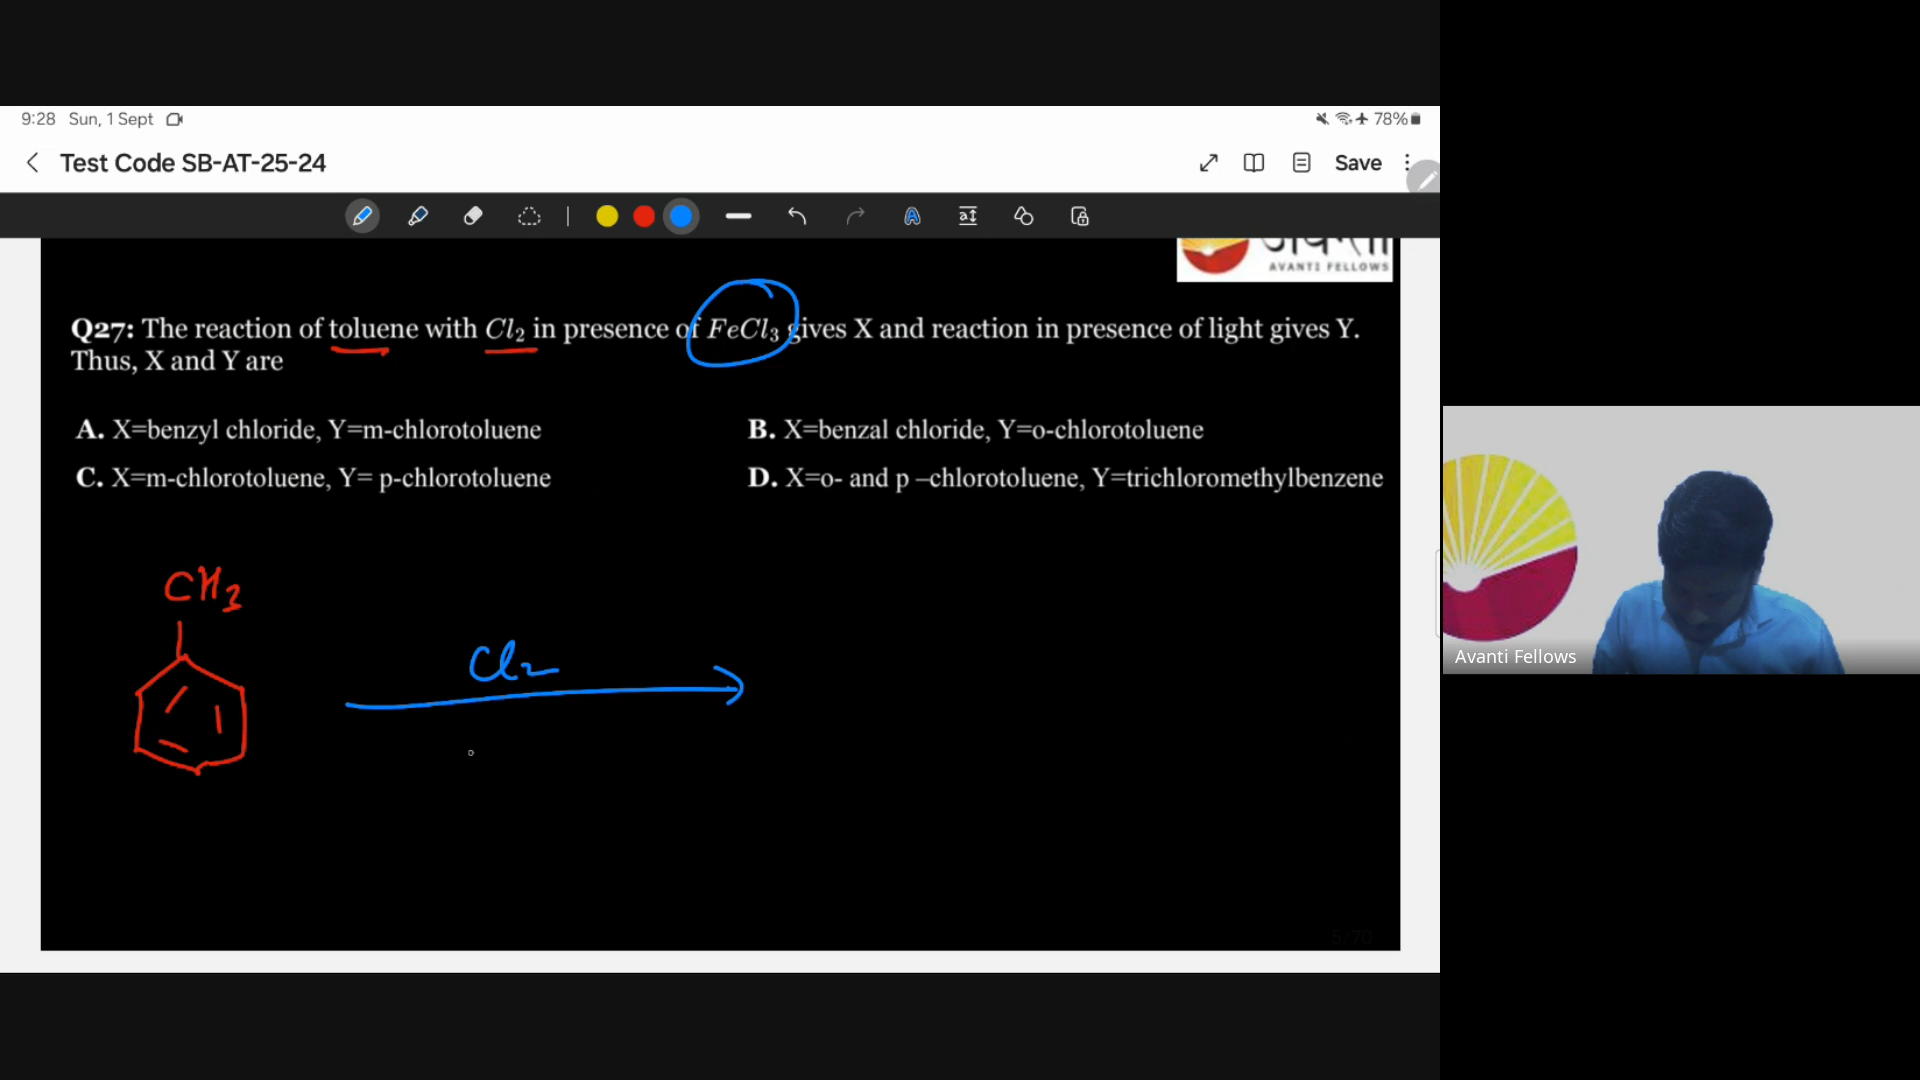 9:28 Sun, 1 Sept 78%
Test Code SB-AT-25-24
Save
AVANTI FELLOWS
Q27: The reaction of toluene with Cl₂ in presence of FeCl₃ gives X and reaction in presence of light gives Y.
Thus, X and Y are
A. X=benzyl chloride, Y=m-chlorotoluene
B. X=benzal chloride, Y=o-chlorotoluene
C. X=m-chlorotoluene, Y= p-chlorotoluene
D. X=o- and p –chlorotoluene, Y=trichloromethylbenzene
CH₃
Cl₂
Avanti Fellows
5/70